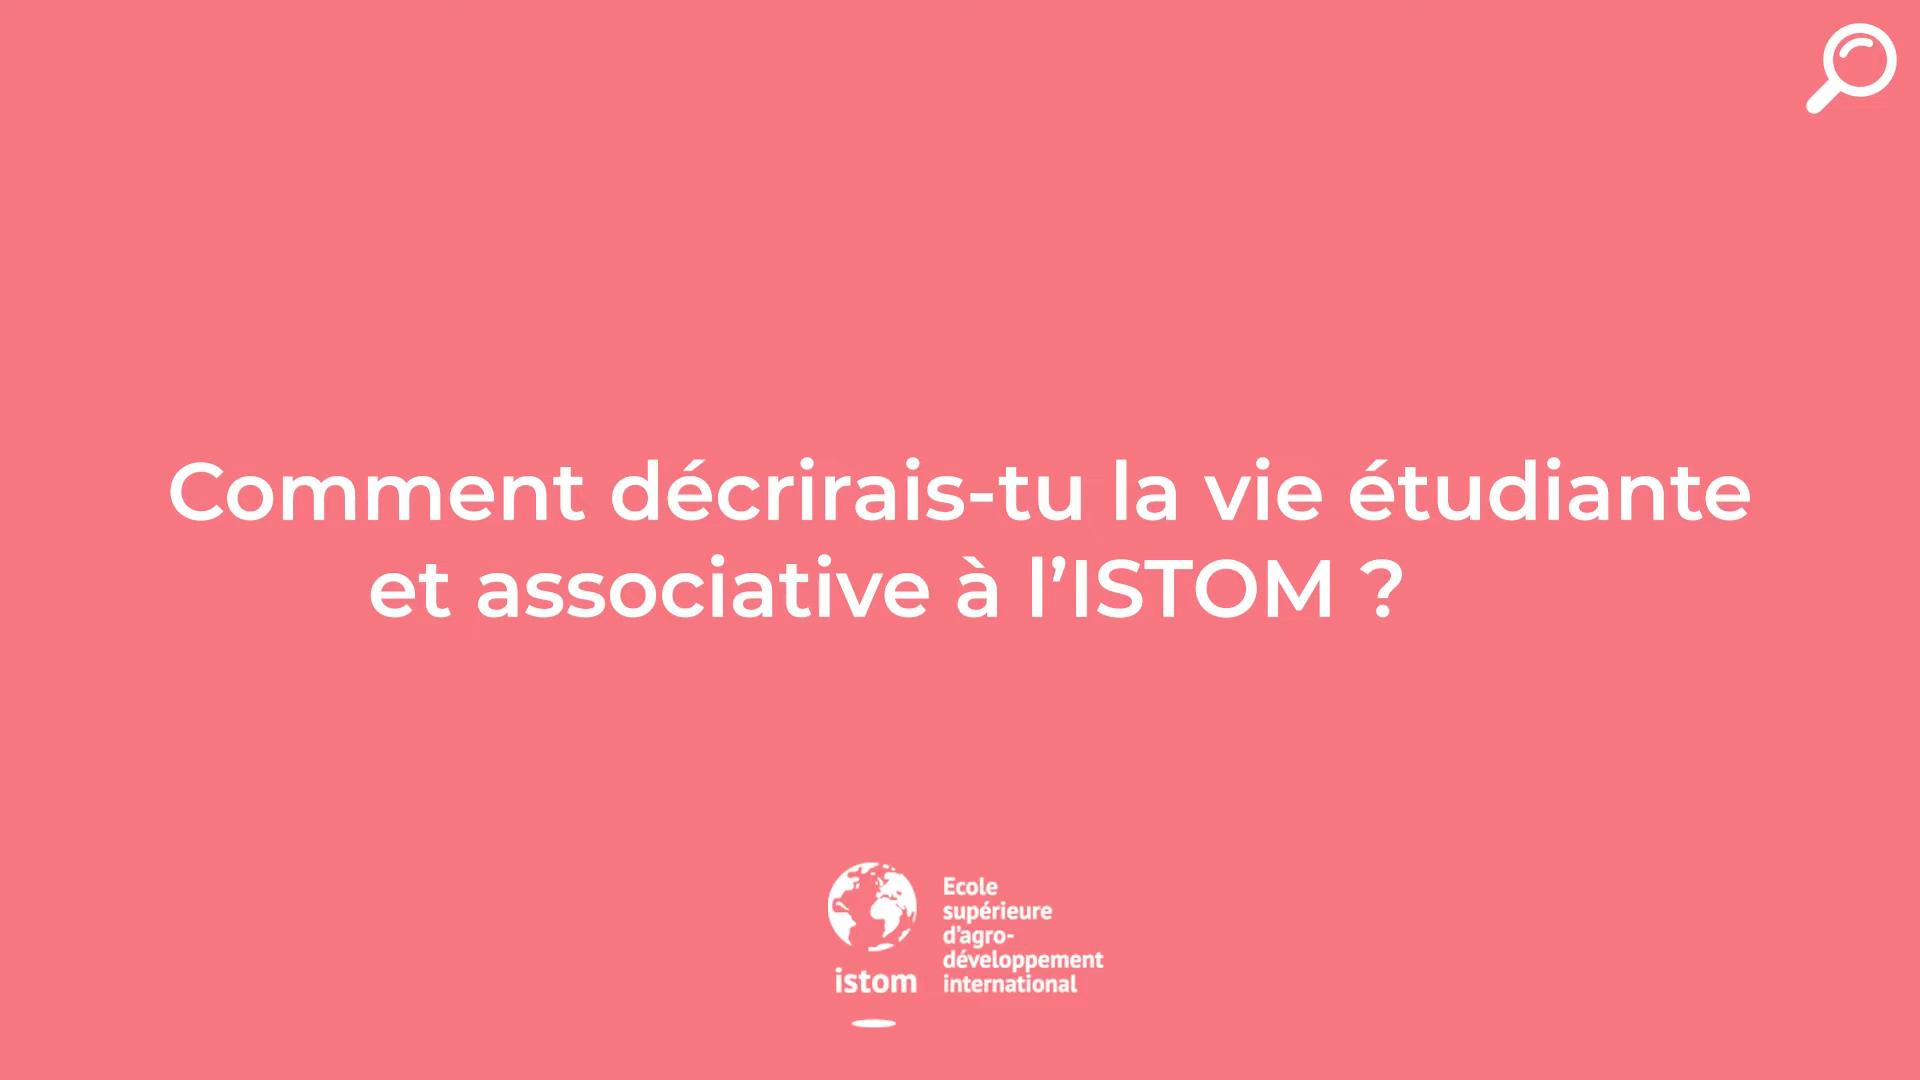 Comment décrirais-tu la vie étudiante
et associative à l’ISTOM ?
istom
Ecole
supérieure
d’agro-
développement
international